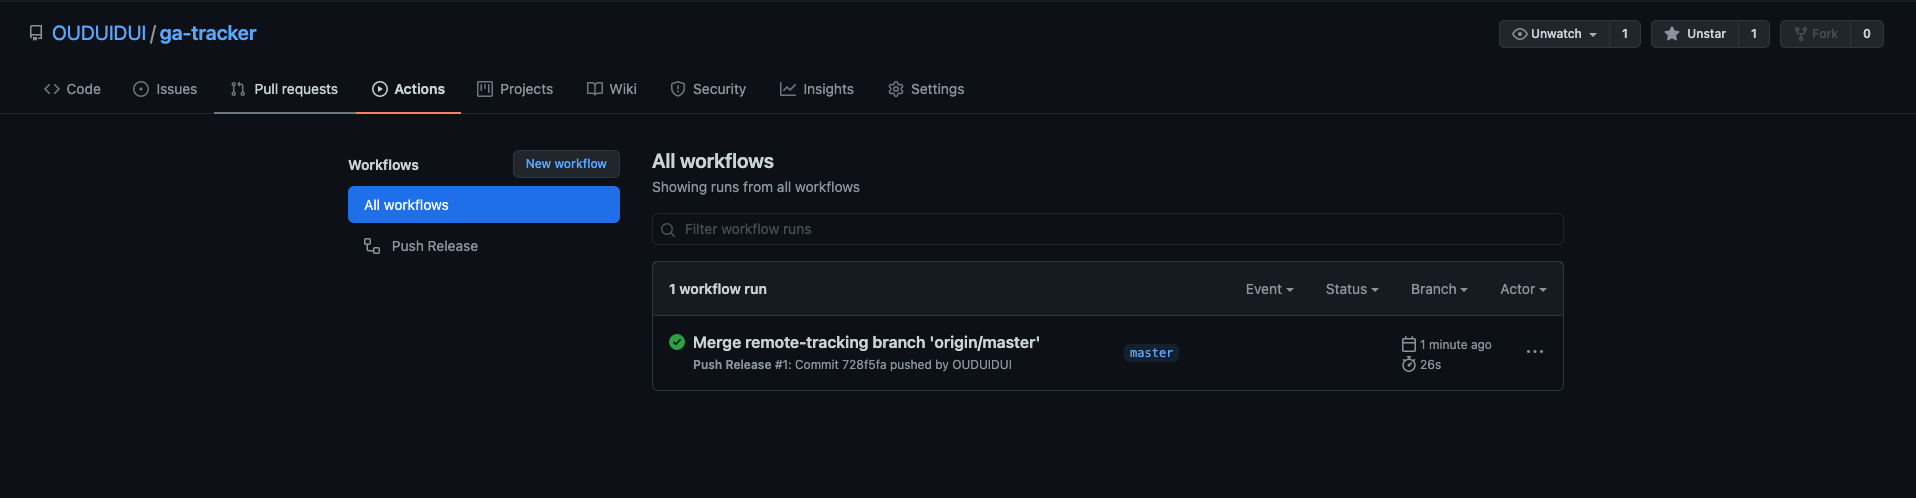 OUDUIDUI / ga-tracker
Unwatch 1 Unstar 1 Fork 0
Code Issues Pull requests Actions Projects Wiki Security Insights Settings
Workflows New workflow
All workflows
Push Release
All workflows
Showing runs from all workflows
Filter workflow runs
1 workflow run Event Status Branch Actor
Merge remote-tracking branch 'origin/master'
Push Release #1: Commit 728f5fa pushed by OUDUIDUI
master
1 minute ago
26s